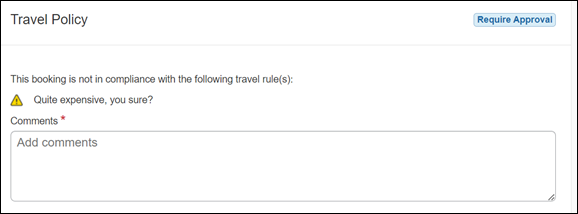 Travel Policy
Require Approval
This booking is not in compliance with the following travel rule(s):
Quite expensive, you sure?
Comments *
Add comments